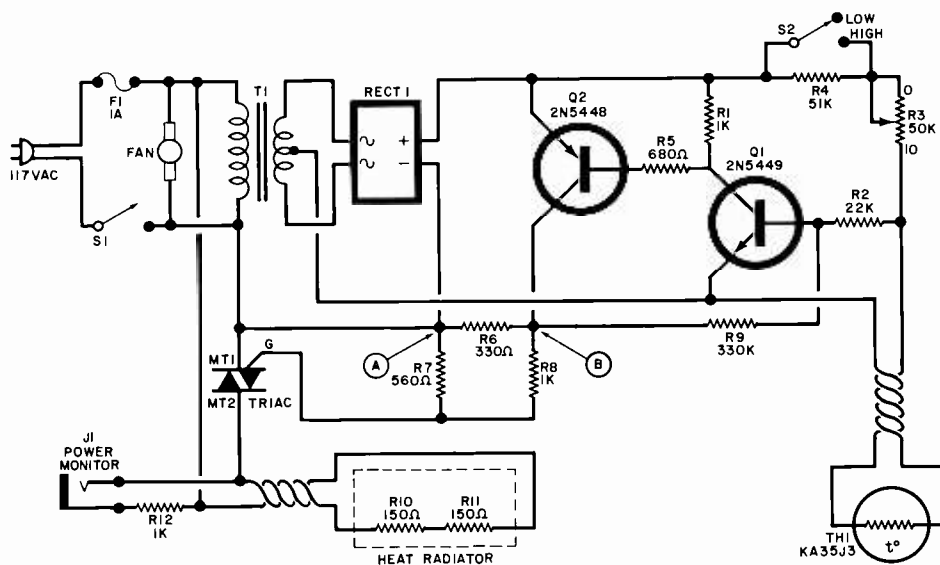 S2
LOW
HIGH
F1
1A
FAN
117VAC
S1
T1
RECT 1
+
−
Q2
2N5448
R5
680Ω
R1
1K
Q1
2N5449
R4
51K
0
R3
50K
10
R2
22K
A
R6
330Ω
B
R9
330K
R7
560Ω
R8
1K
MT1
G
MT2
TRIAC
J1
POWER
MONITOR
R12
1K
R10
150Ω
R11
150Ω
HEAT RADIATOR
TH1
KA35J3
t°